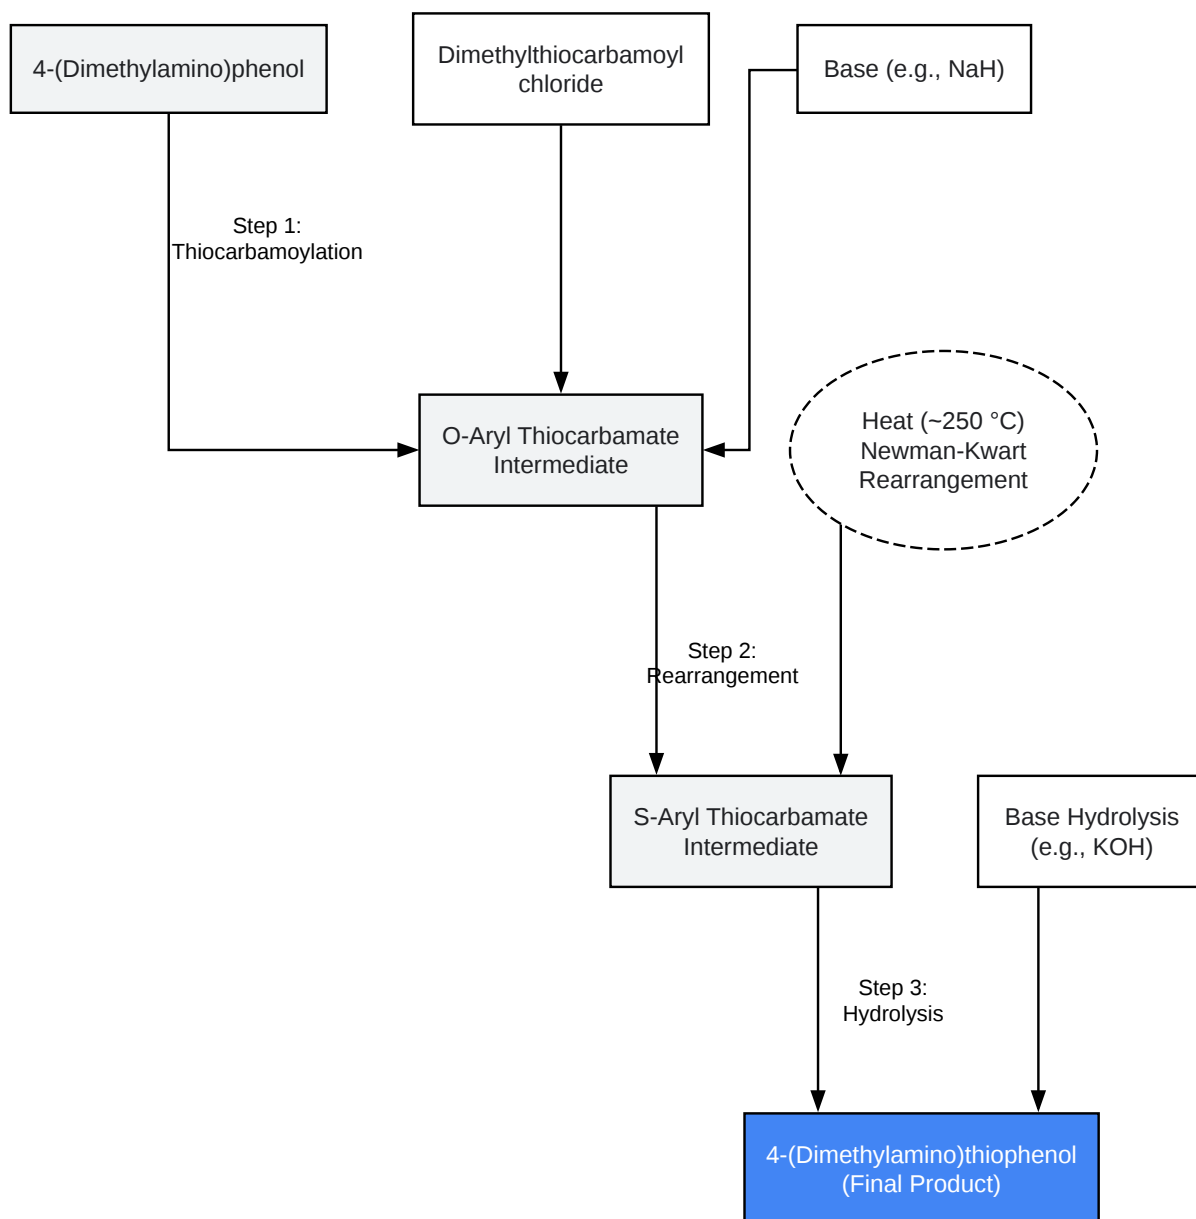 4-(Dimethylamino)phenol
Dimethylthiocarbamoyl
chloride
Base (e.g., NaH)
Step 1:
Thiocarbamoylation
O-Aryl Thiocarbamate
Intermediate
Heat (~250 °C)
Newman-Kwart
Rearrangement
Step 2:
Rearrangement
S-Aryl Thiocarbamate
Intermediate
Base Hydrolysis
(e.g., KOH)
Step 3:
Hydrolysis
4-(Dimethylamino)thiophenol
(Final Product)